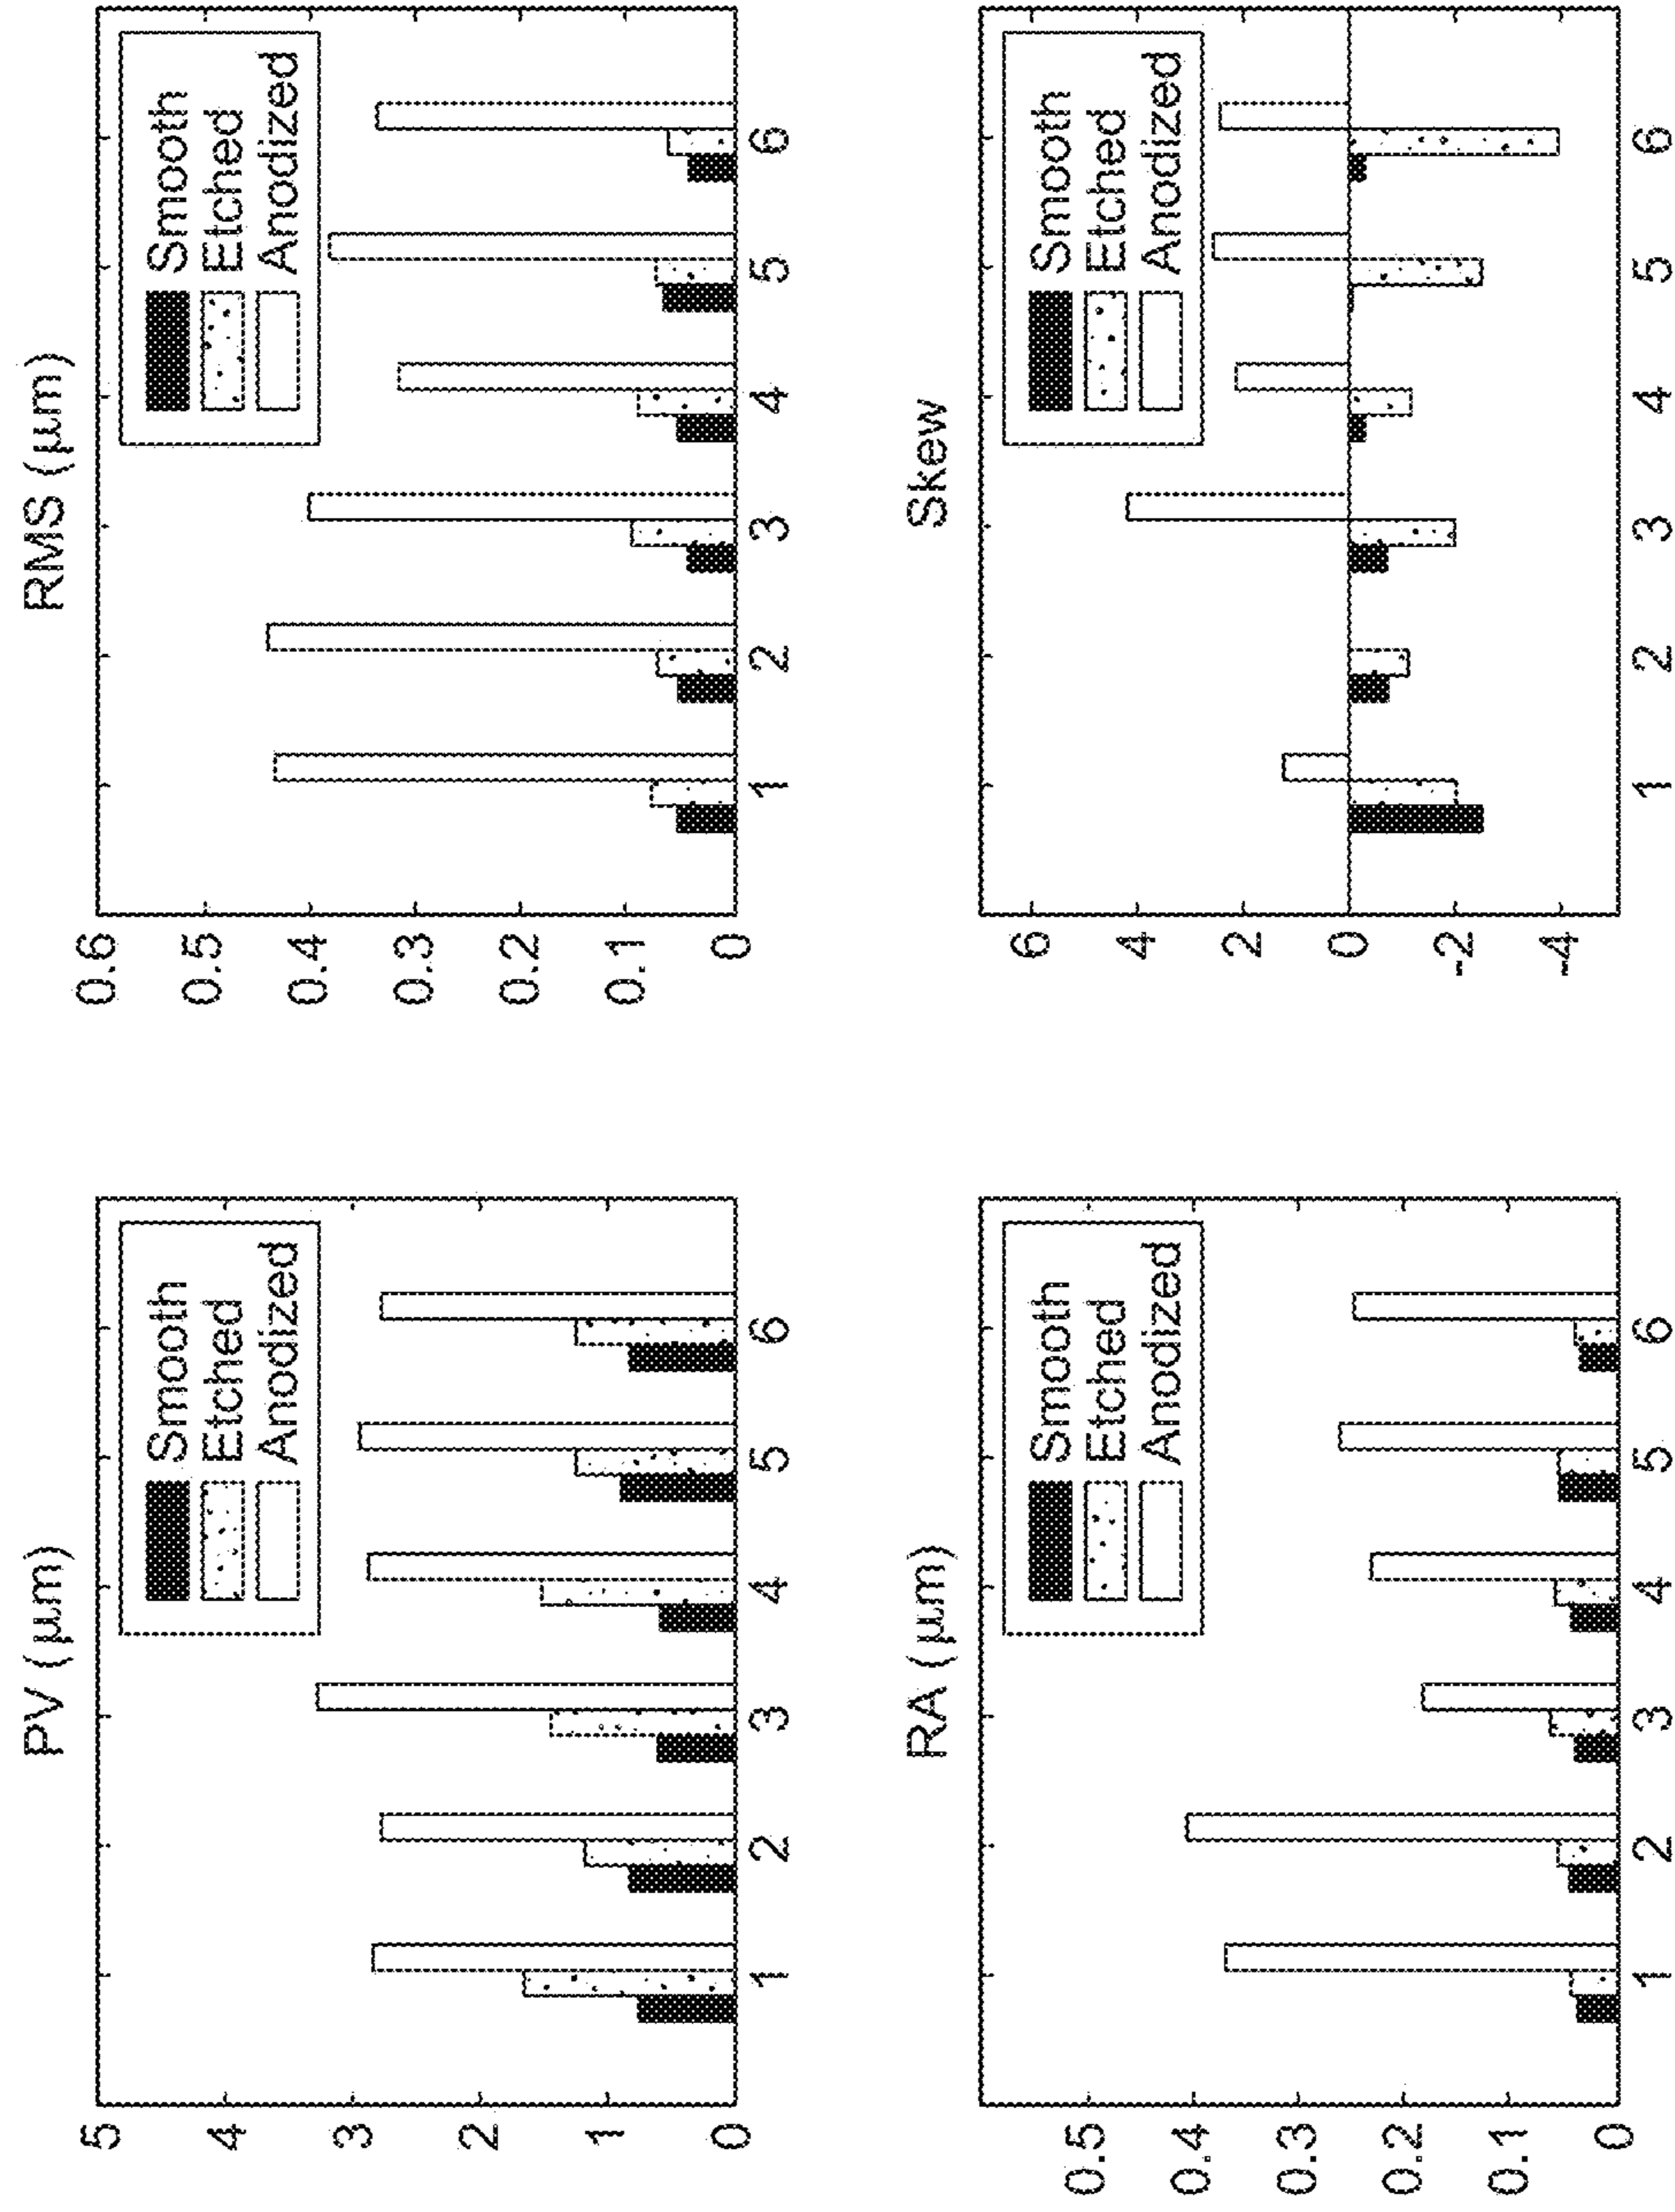 PV (μm)
5
4
3
2
1
0
1 2 3 4 5 6
Smooth
Etched
Anodized
RMS (μm)
0.6
0.5
0.4
0.3
0.2
0.1
0
1 2 3 4 5 6
Smooth
Etched
Anodized
RA (μm)
0.5
0.4
0.3
0.2
0.1
0
1 2 3 4 5 6
Smooth
Etched
Anodized
Skew
6
4
2
0
-2
-4
1 2 3 4 5 6
Smooth
Etched
Anodized